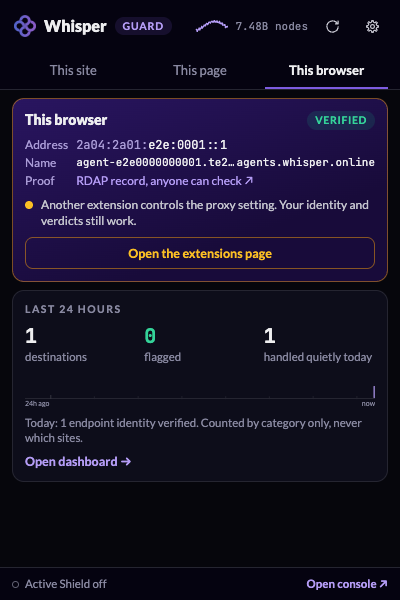 Whisper GUARD 7.48B nodes
This site This page This browser
This browser VERIFIED
Address 2a04:2a01:e2e:0001::1
Name agent-e2e0000000001.te2…agents.whisper.online
Proof RDAP record, anyone can check ↗
Another extension controls the proxy setting. Your identity and
verdicts still work.
Open the extensions page
LAST 24 HOURS
1 0 1
destinations flagged handled quietly today
24h ago now
Today: 1 endpoint identity verified. Counted by category only, never
which sites.
Open dashboard →
Active Shield off Open console ↗